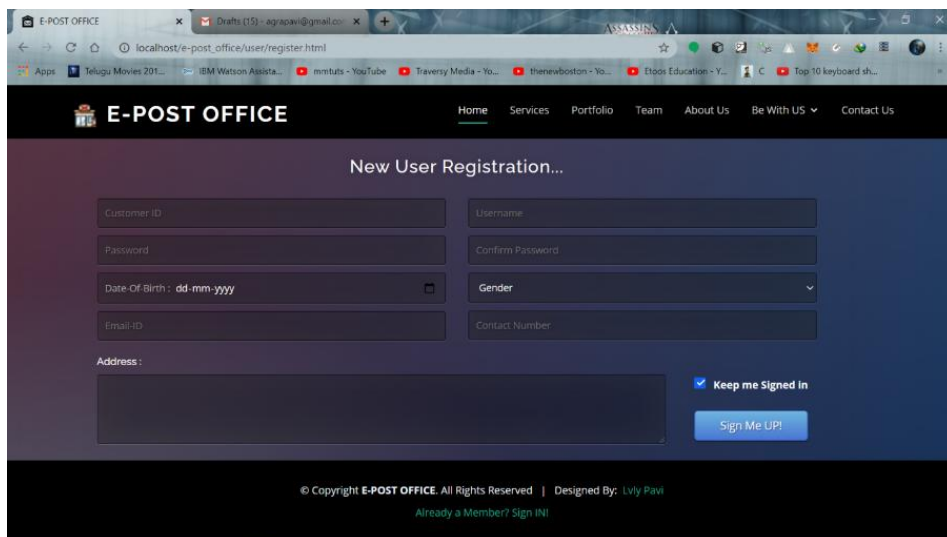 E-POST OFFICE
Drafts (15) - agrapavi@gmail.co
ASSASSINS
localhost/e-post_office/user/register.html
Apps Telugu Movies 201... IBM Watson Assista... mmtuts - YouTube Traversy Media - Yo... thenewboston - Yo... Etoos Education - Y... C Top 10 keyboard sh...
E-POST OFFICE Home Services Portfolio Team About Us Be With US Contact Us
New User Registration...
Customer ID Username
Password Confirm Password
Date-Of-Birth : dd-mm-yyyy Gender
Email-ID Contact Number
Address :
Keep me Signed in
Sign Me UP!
© Copyright E-POST OFFICE. All Rights Reserved | Designed By: Lvly Pavi
Already a Member? Sign IN!